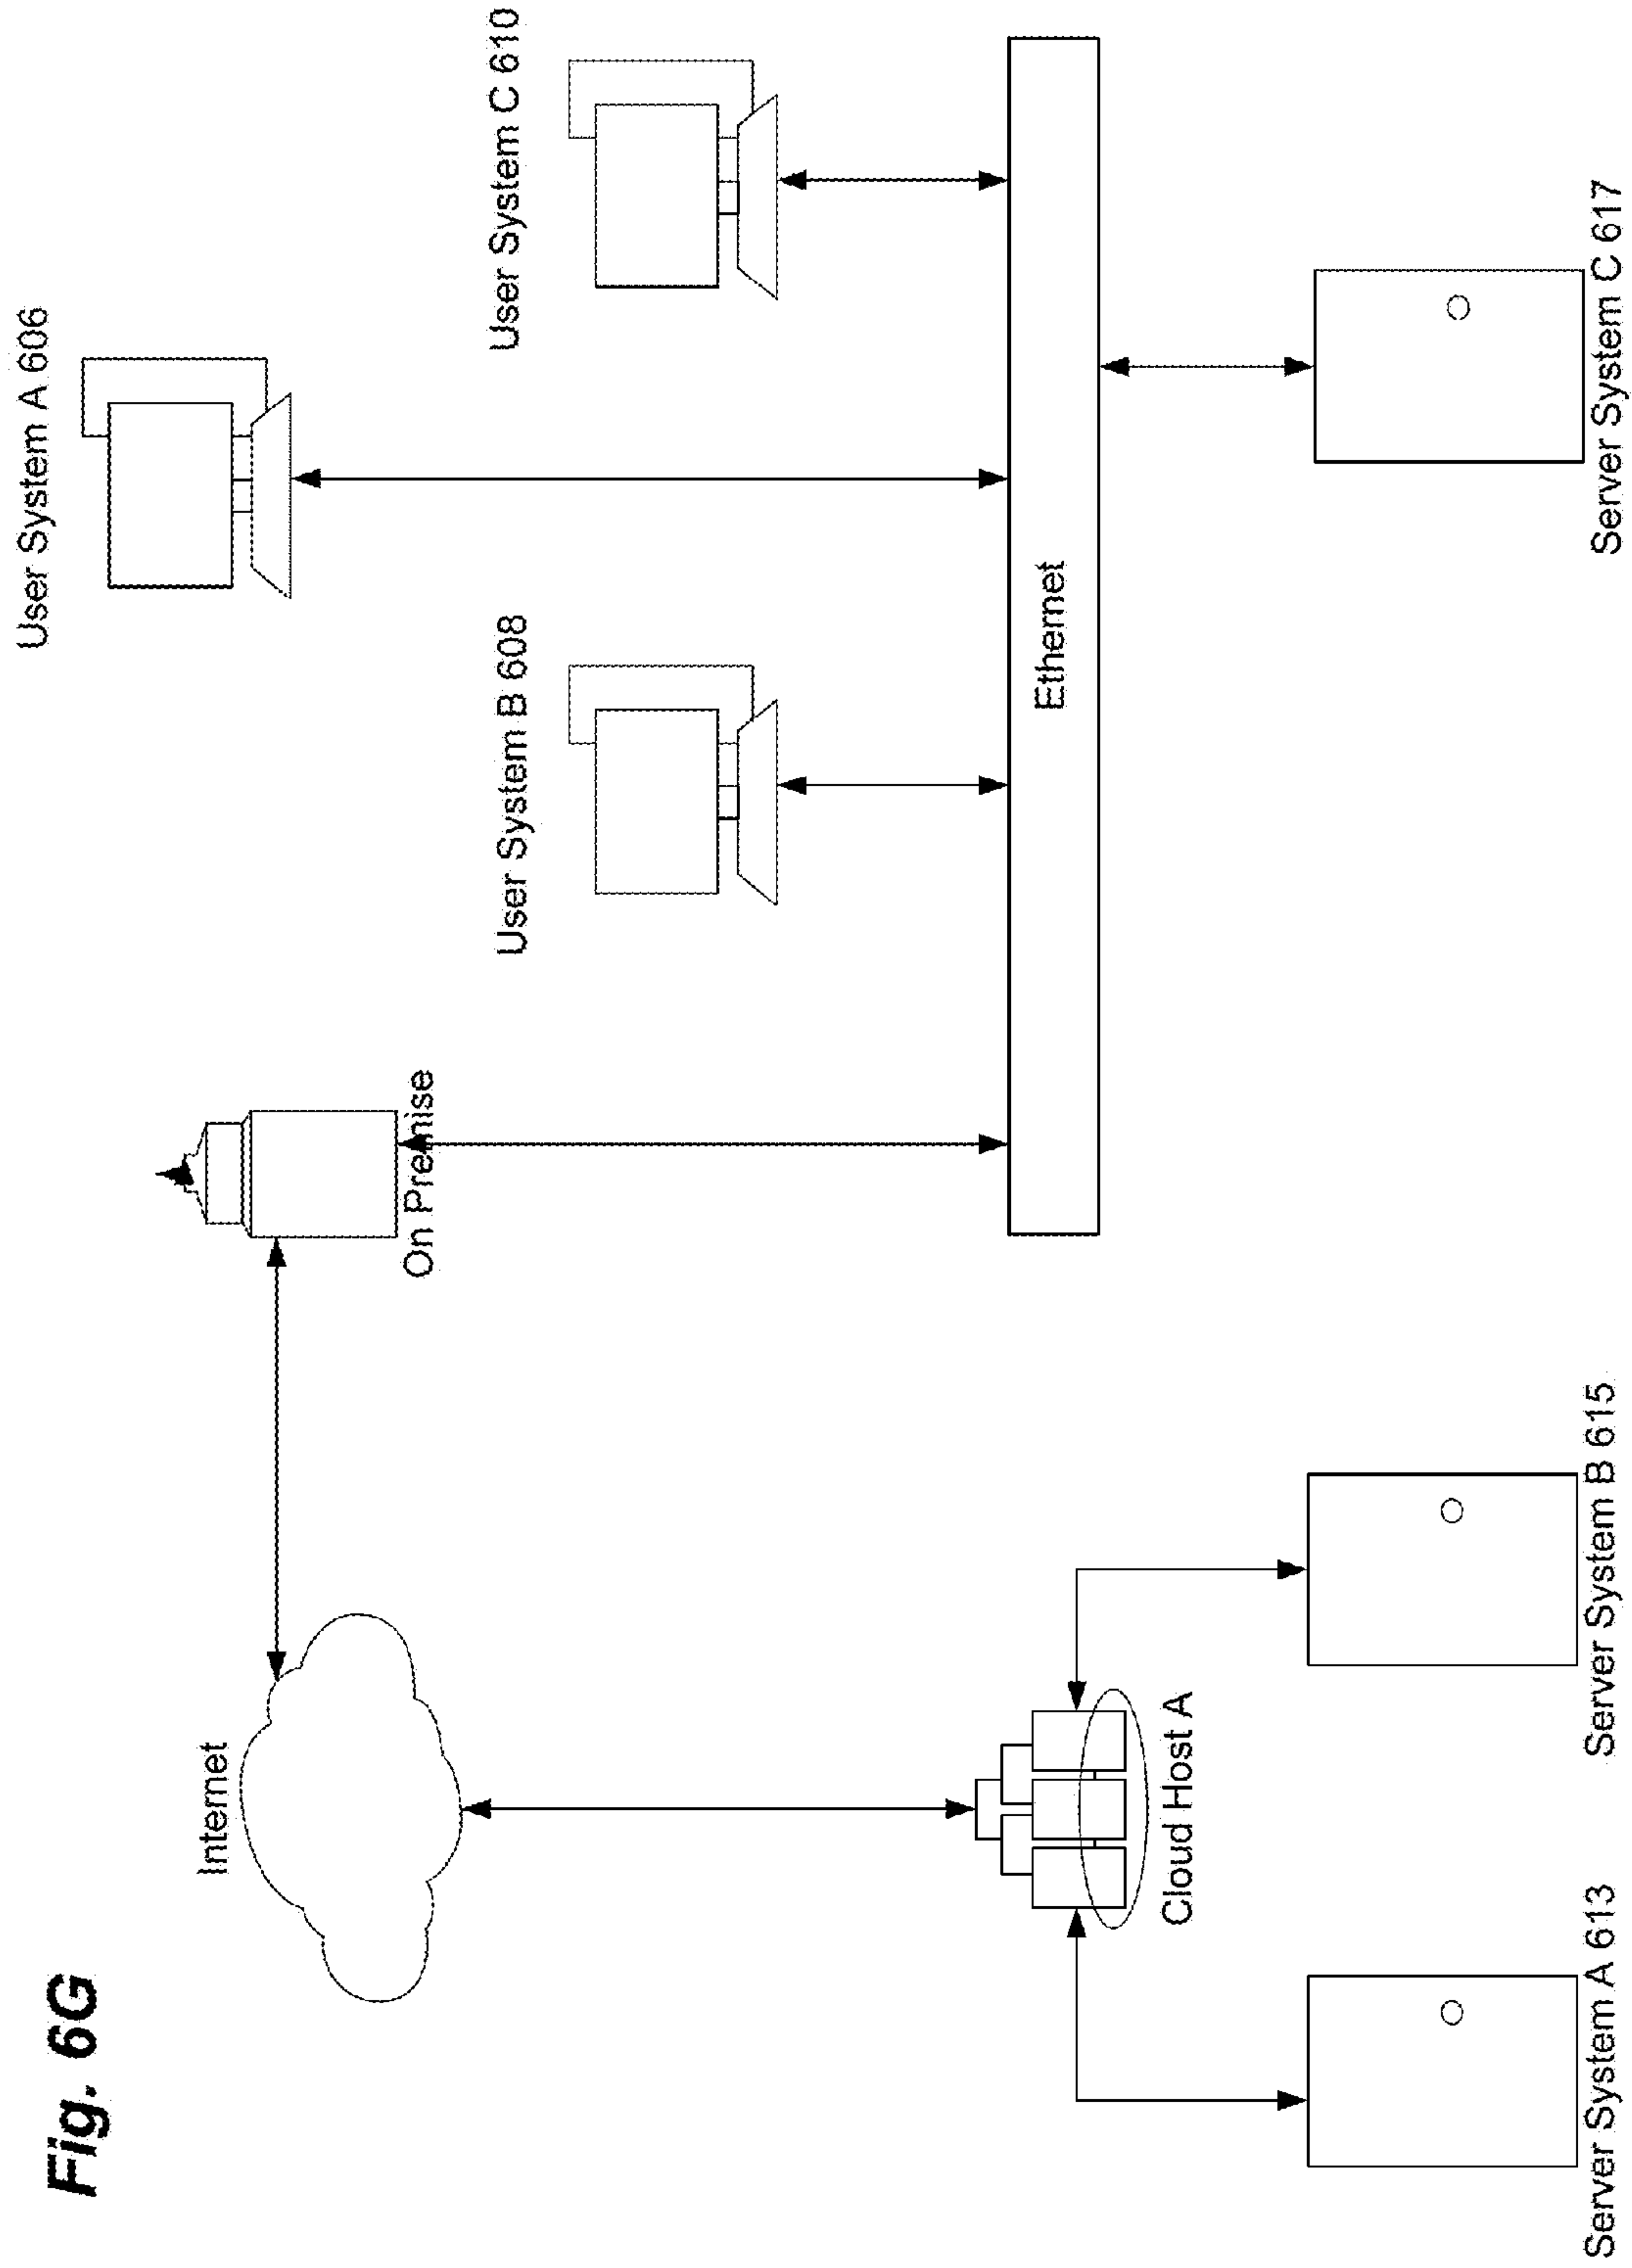 Fig. 6G
User System A 606
User System C 610
User System B 608
Internet
On Premise
Ethernet
Cloud Host A
Server System A 613
Server System B 615
Server System C 617